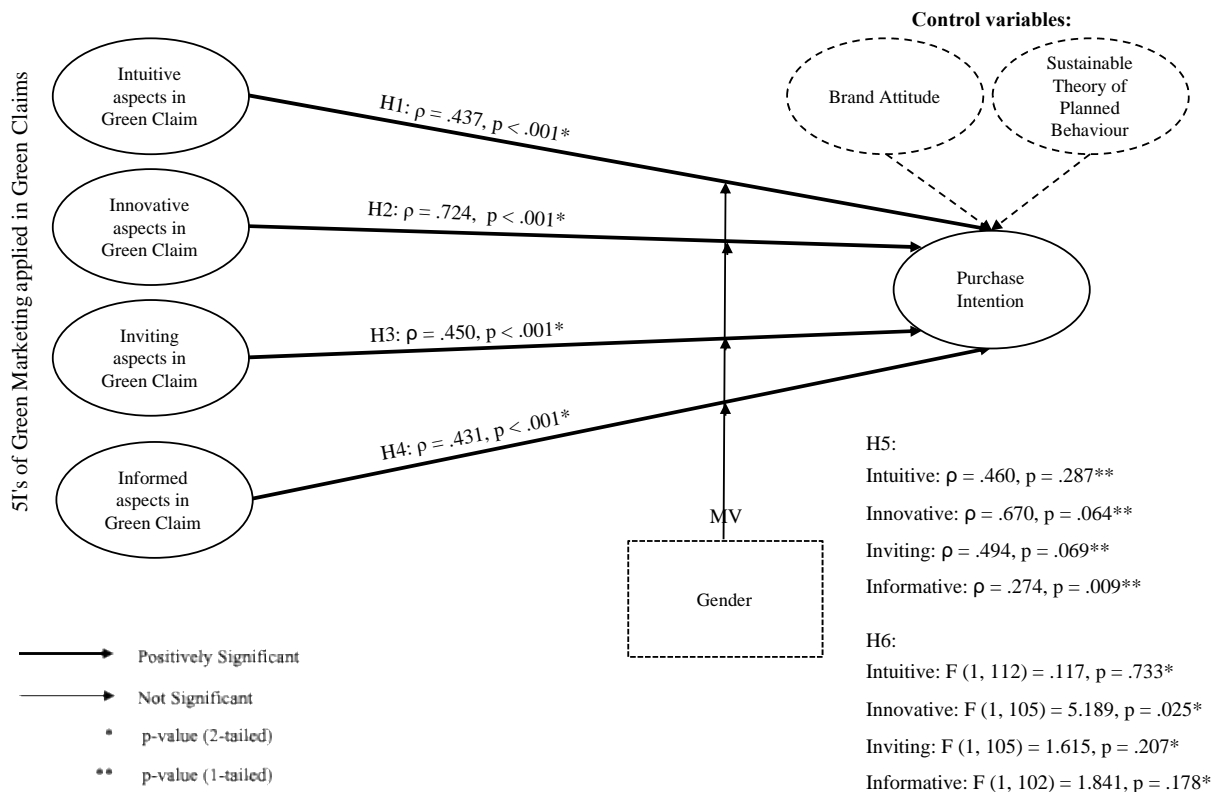 Control variables:
5I's of Green Marketing applied in Green Claims
Intuitive
aspects in
Green Claim
Brand Attitude
Sustainable
Theory of
Planned
Behaviour
H1: ρ = .437, p < .001*
Innovative
aspects in
Green Claim
H2: ρ = .724, p < .001*
Purchase
Intention
Inviting
aspects in
Green Claim
H3: ρ = .450, p < .001*
H4: ρ = .431, p < .001*
Informed
aspects in
Green Claim
MV
Gender
H5:
Intuitive: ρ = .460, p = .287**
Innovative: ρ = .670, p = .064**
Inviting: ρ = .494, p = .069**
Informative: ρ = .274, p = .009**
H6:
Intuitive: F (1, 112) = .117, p = .733*
Innovative: F (1, 105) = 5.189, p = .025*
Inviting: F (1, 105) = 1.615, p = .207*
Informative: F (1, 102) = 1.841, p = .178*
Positively Significant
Not Significant
* p-value (2-tailed)
** p-value (1-tailed)